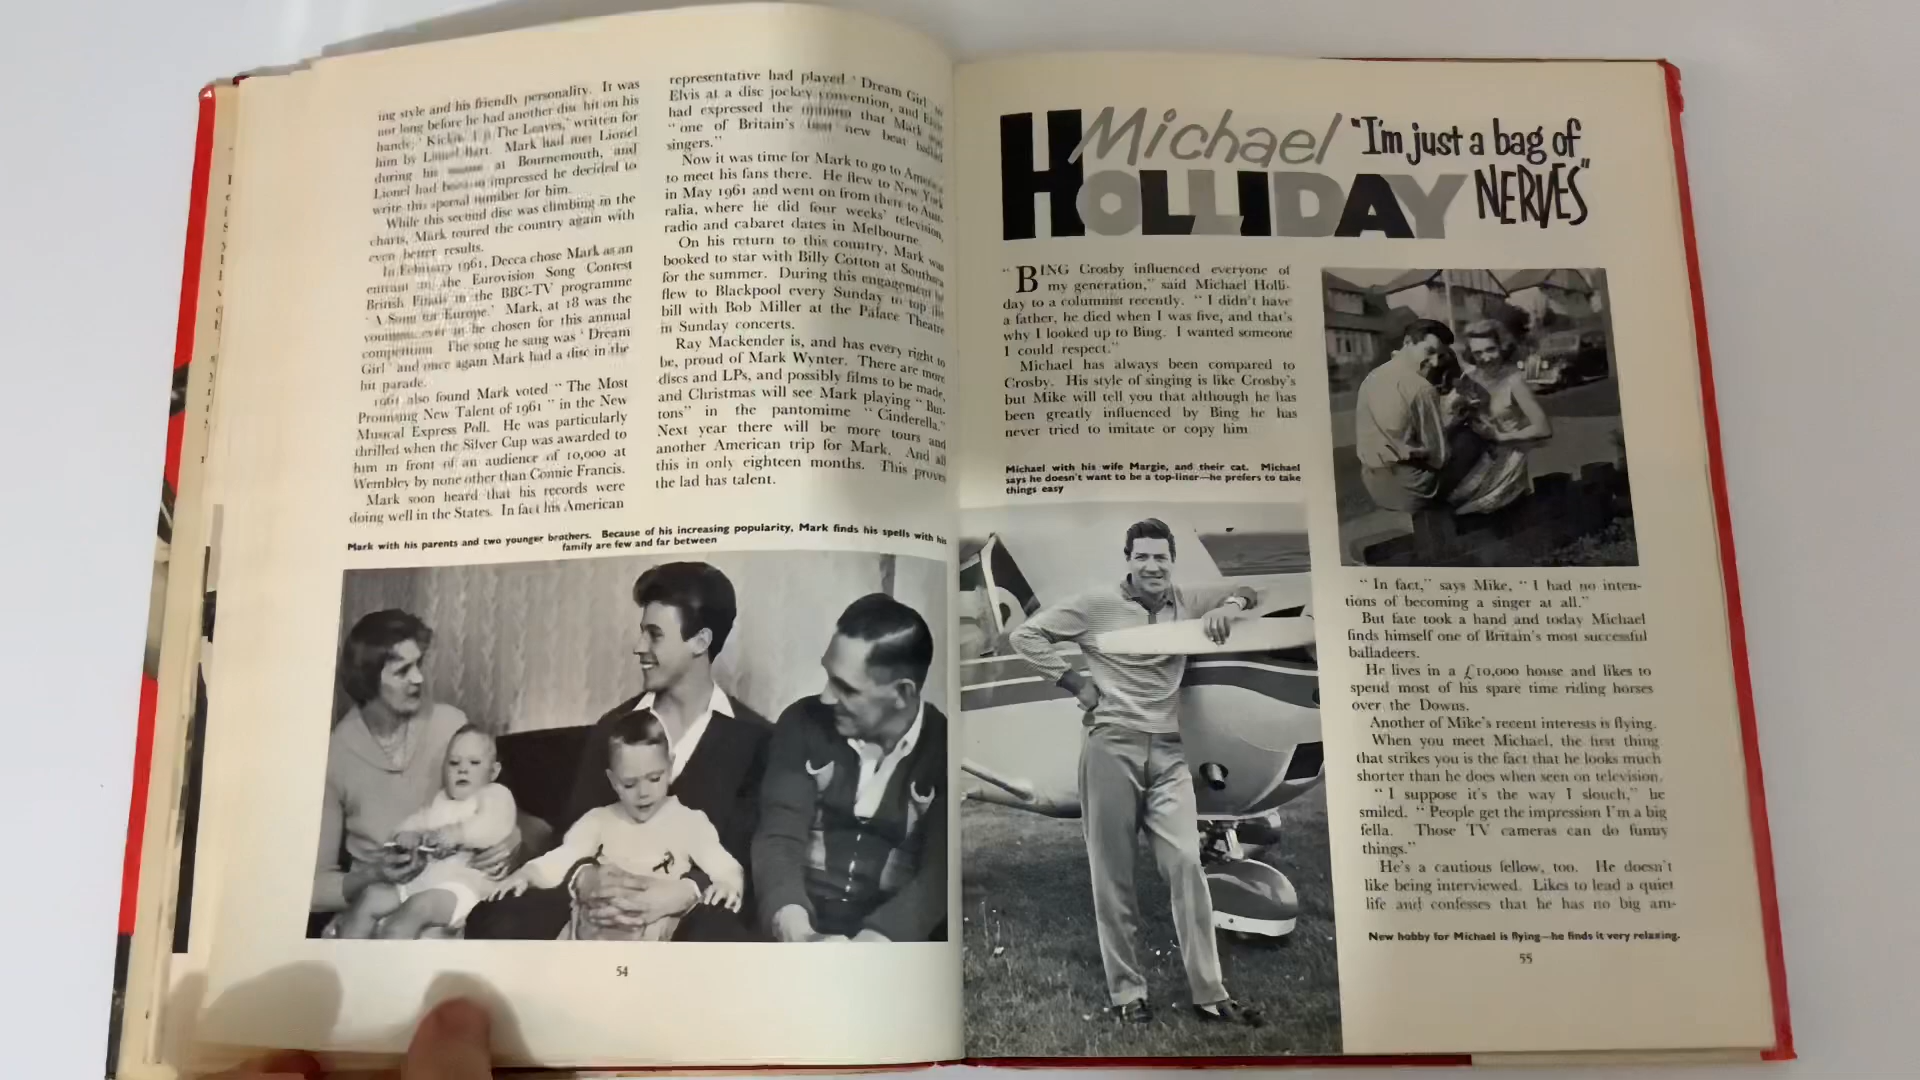 ing style and his friendly personality. It was
not long before he had another disc hit on his
hands, ' Kickin' Up The Leaves,' written for
him by Lionel Bart. Mark had met Lionel
during his at Bournemouth, and
Lionel had been so impressed he decided to
write this special number for him.
While this second disc was climbing in the
charts, Mark toured the country again with
even better results.
In February 1961, Decca chose Mark as an
entrant in the Eurovision Song Contest
British Finals in the BBC-TV programme
' A Song for Europe.' Mark, at 18 was the
youngest ever to be chosen for this annual
competition. The song he sang was ' Dream
Girl ' and once again Mark had a disc in the
hit parade.
1961 also found Mark voted " The Most
Promising New Talent of 1961 " in the New
Musical Express Poll. He was particularly
thrilled when the Silver Cup was awarded to
him in front of an audience of 10,000 at
Wembley by none other than Connie Francis.
Mark soon heard that his records were
doing well in the States. In fact his American
representative had played ' Dream Girl ' to
Elvis at a disc jockey convention, and Elvis
had expressed the opinion that Mark was
" one of Britain's best new beat ballad
singers."
Now it was time for Mark to go to America
to meet his fans there. He flew to New York
in May 1961 and went on from there to Aust-
ralia, where he did four weeks' television,
radio and cabaret dates in Melbourne.
On his return to this country, Mark was
booked to star with Billy Cotton at Southsea
for the summer. During this engagement he
flew to Blackpool every Sunday to top the
bill with Bob Miller at the Palace Theatre
in Sunday concerts.
Ray Mackender is, and has every right to
be, proud of Mark Wynter. There are more
discs and LPs, and possibly films to be made,
and Christmas will see Mark playing " But-
tons" in the pantomime " Cinderella."
Next year there will be more tours and
another American trip for Mark. And all
this in only eighteen months. This proves
the lad has talent.
Mark with his parents and two younger brothers. Because of his increasing popularity, Mark finds his spells with his
family are few and far between
54
Michael "I'm just a bag of
HOLLIDAY NERVES"
" BING Crosby influenced everyone of
my generation," said Michael Holli-
day to a columnist recently. " I didn't have
a father, he died when I was five, and that's
why I looked up to Bing. I wanted someone
I could respect."
Michael has always been compared to
Crosby. His style of singing is like Crosby's
but Mike will tell you that although he has
been greatly influenced by Bing he has
never tried to imitate or copy him
Michael with his wife Margie, and their cat. Michael
says he doesn't want to be a top-liner—he prefers to take
things easy
" In fact," says Mike, " I had no inten-
tions of becoming a singer at all."
But fate took a hand and today Michael
finds himself one of Britain's most successful
balladeers.
He lives in a £10,000 house and likes to
spend most of his spare time riding horses
over the Downs.
Another of Mike's recent interests is flying.
When you meet Michael, the first thing
that strikes you is the fact that he looks much
shorter than he does when seen on television.
" I suppose it's the way I slouch," he
smiled. " People get the impression I'm a big
fella. Those TV cameras can do funny
things."
He's a cautious fellow, too. He doesn't
like being interviewed. Likes to lead a quiet
life and confesses that he has no big am-
New hobby for Michael is flying—he finds it very relaxing.
55